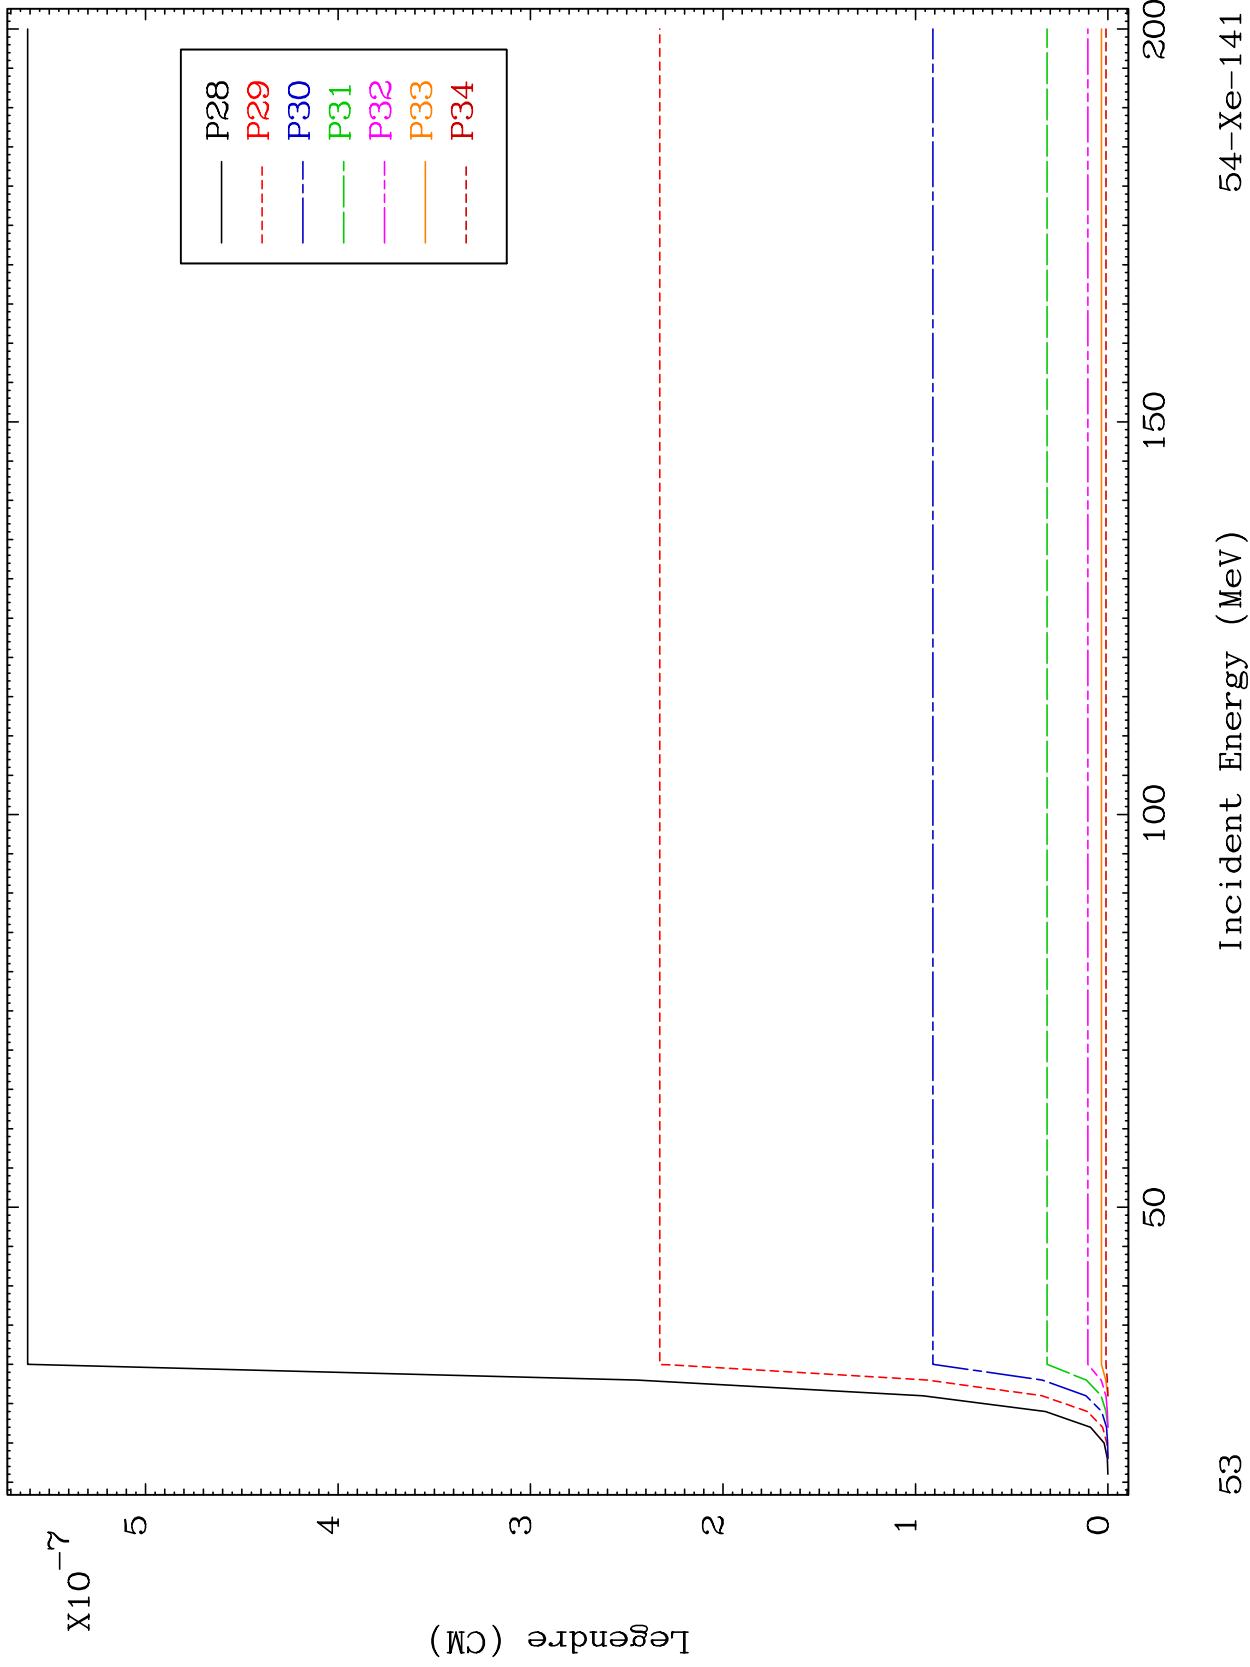 X10-7
5
4
3
2
1
0
Legendre (CM)
P28
P29
P30
P31
P32
P33
P34
50
100
150
200
Incident Energy (MeV)
53
54-Xe-141